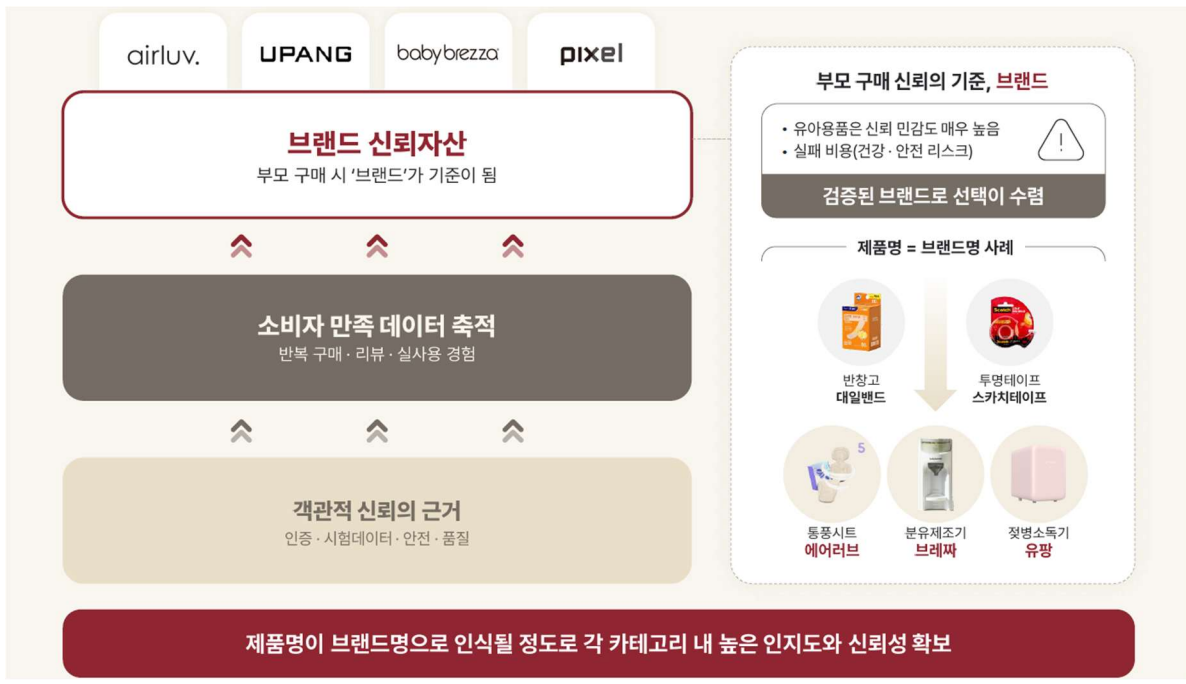 airluv.
UPANG
babybrezza
pixel
브랜드 신뢰자산
부모 구매 시 '브랜드'가 기준이 됨
소비자 만족 데이터 축적
반복 구매 · 리뷰 · 실사용 경험
객관적 신뢰의 근거
인증 · 시험데이터 · 안전 · 품질
부모 구매 신뢰의 기준, 브랜드
• 유아용품은 신뢰 민감도 매우 높음
• 실패 비용(건강 · 안전 리스크)
!
검증된 브랜드로 선택이 수렴
제품명 = 브랜드명 사례
Scotch
반창고
대일밴드
투명테이프
스카치테이프
5
통풍시트
에어러브
분유제조기
브레짜
젖병소독기
유팡
제품명이 브랜드명으로 인식될 정도로 각 카테고리 내 높은 인지도와 신뢰성 확보